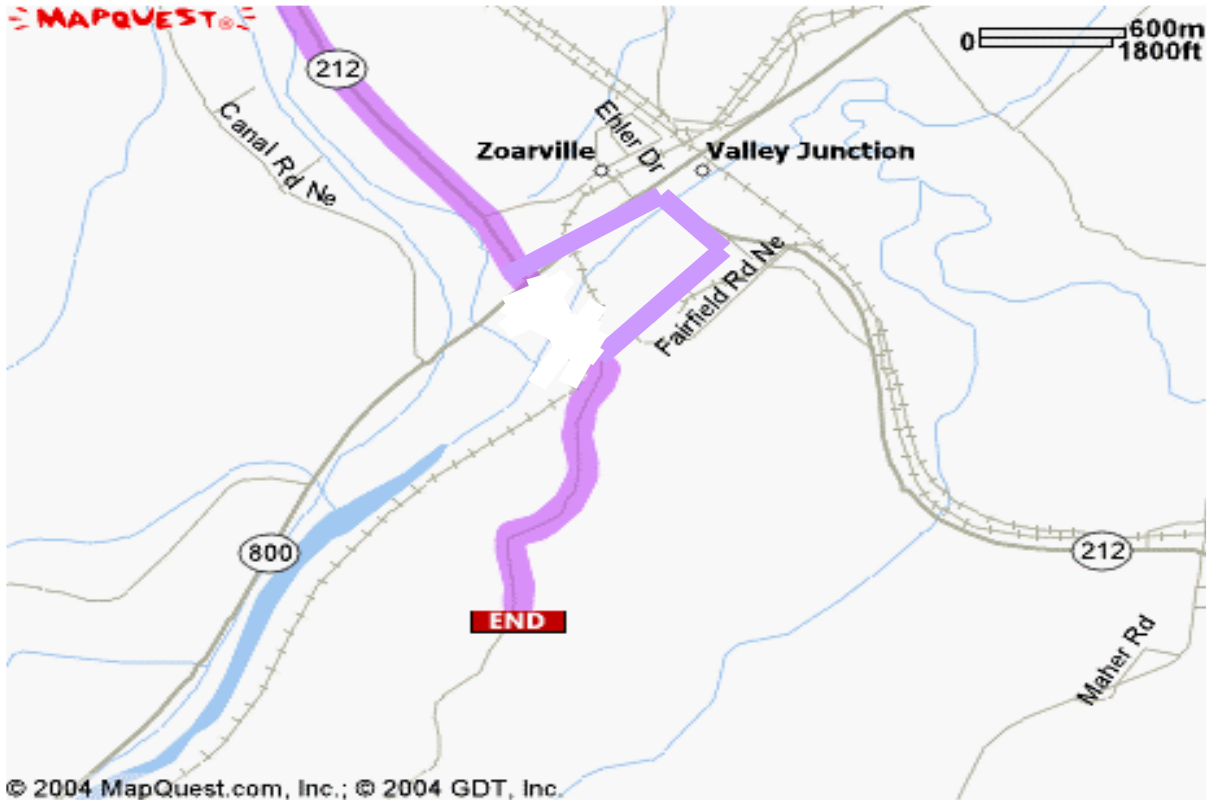 MAPQUEST®
600m
0
1800ft
212
Canal Rd Ne
Ehler Dr
Zoarville
Valley Junction
Fairfield Rd Ne
800
212
END
Maher Rd
© 2004 MapQuest.com, Inc.; © 2004 GDT, Inc.